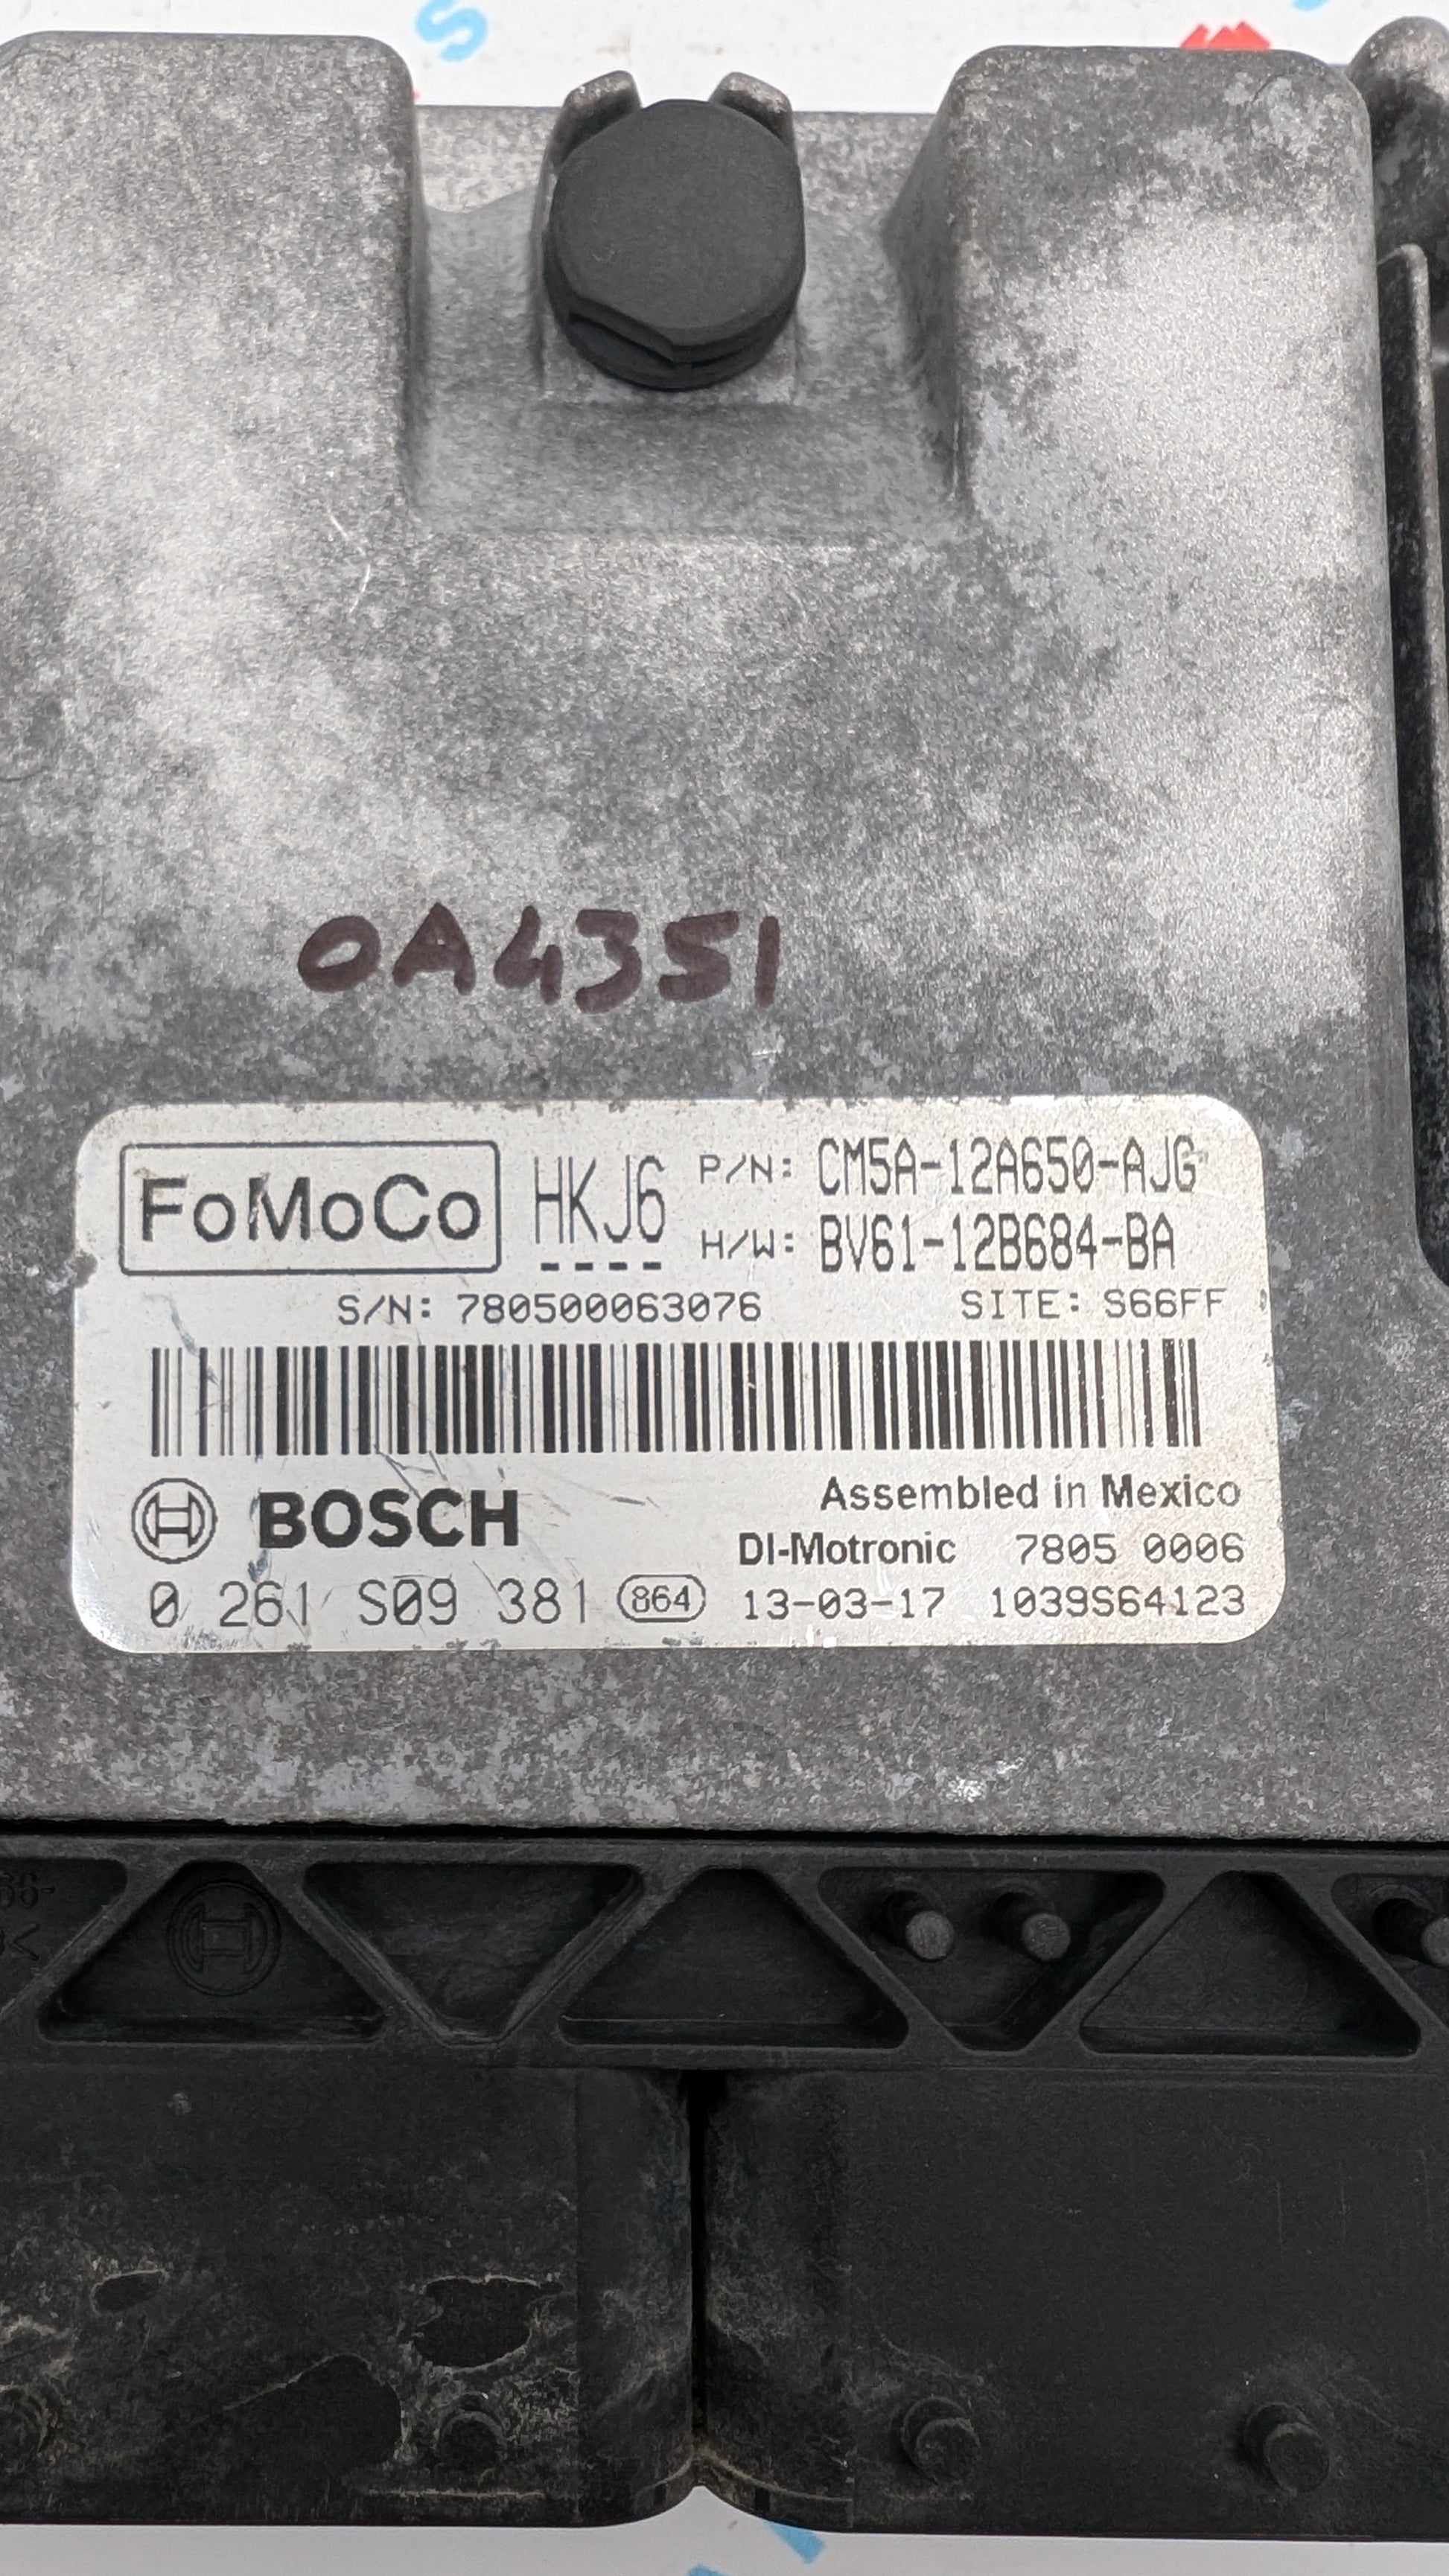 0A4351
FoMoCo HKJ6 P/N: CM5A-12A650-AJG
H/W: BV61-12B684-BA
S/N: 780500063076 SITE: S66FF
BOSCH Assembled in Mexico
DI-Motronic 7805 0006
0 261 S09 381 864 13-03-17 1039S64123